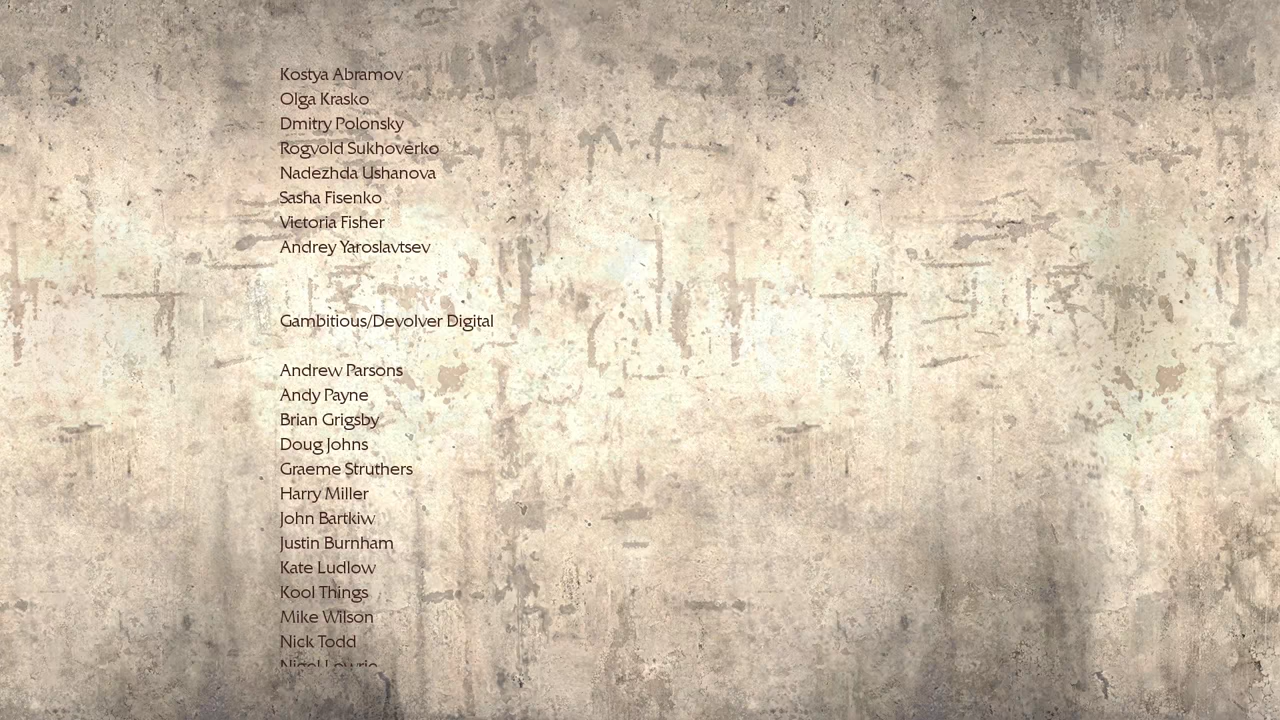 Kostya Abramov
Olga Krasko
Dmitry Polonsky
Rogvold Sukhoverko
Nadezhda Ushanova
Sasha Fisenko
Victoria Fisher
Andrey Yaroslavtsev
Gambitious/Devolver Digital
Andrew Parsons
Andy Payne
Brian Grigsby
Doug Johns
Graeme Struthers
Harry Miller
John Bartkiw
Justin Burnham
Kate Ludlow
Kool Things
Mike Wilson
Nick Todd
Nigel Lowrie